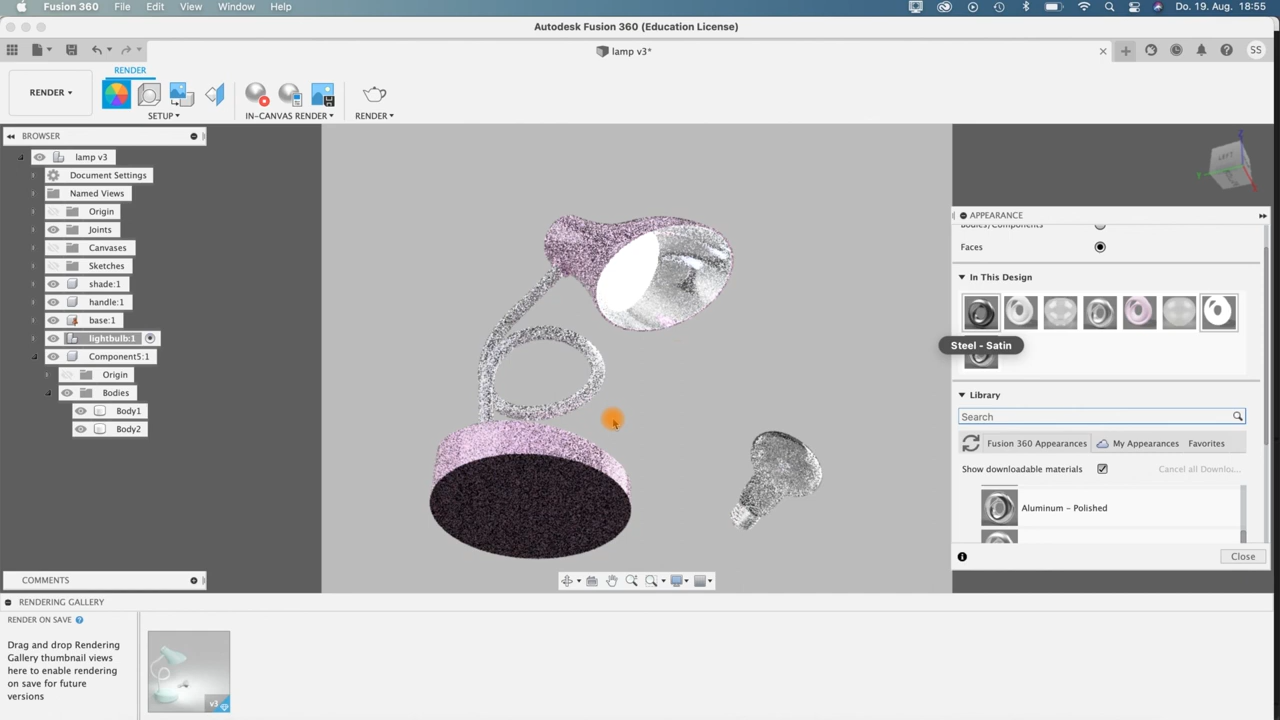 Fusion 360 File Edit View Window Help Do. 19. Aug. 18:55
Autodesk Fusion 360 (Education License)
lamp v3* SS
RENDER
RENDER
SETUP IN-CANVAS RENDER RENDER
BROWSER
lamp v3
Document Settings
Named Views
Origin
Joints
Canvases
Sketches
shade:1
handle:1
base:1
lightbulb:1
Component5:1
Origin
Bodies
Body1
Body2
LEFT
Z
Y
X
APPEARANCE
Bodies/Components
Faces
In This Design
Steel - Satin
Library
Search
Fusion 360 Appearances My Appearances Favorites
Show downloadable materials Cancel all Downlo...
Aluminum - Polished
Close
COMMENTS
RENDERING GALLERY
RENDER ON SAVE
Drag and drop Rendering
Gallery thumbnail views
here to enable rendering
on save for future
versions
v3